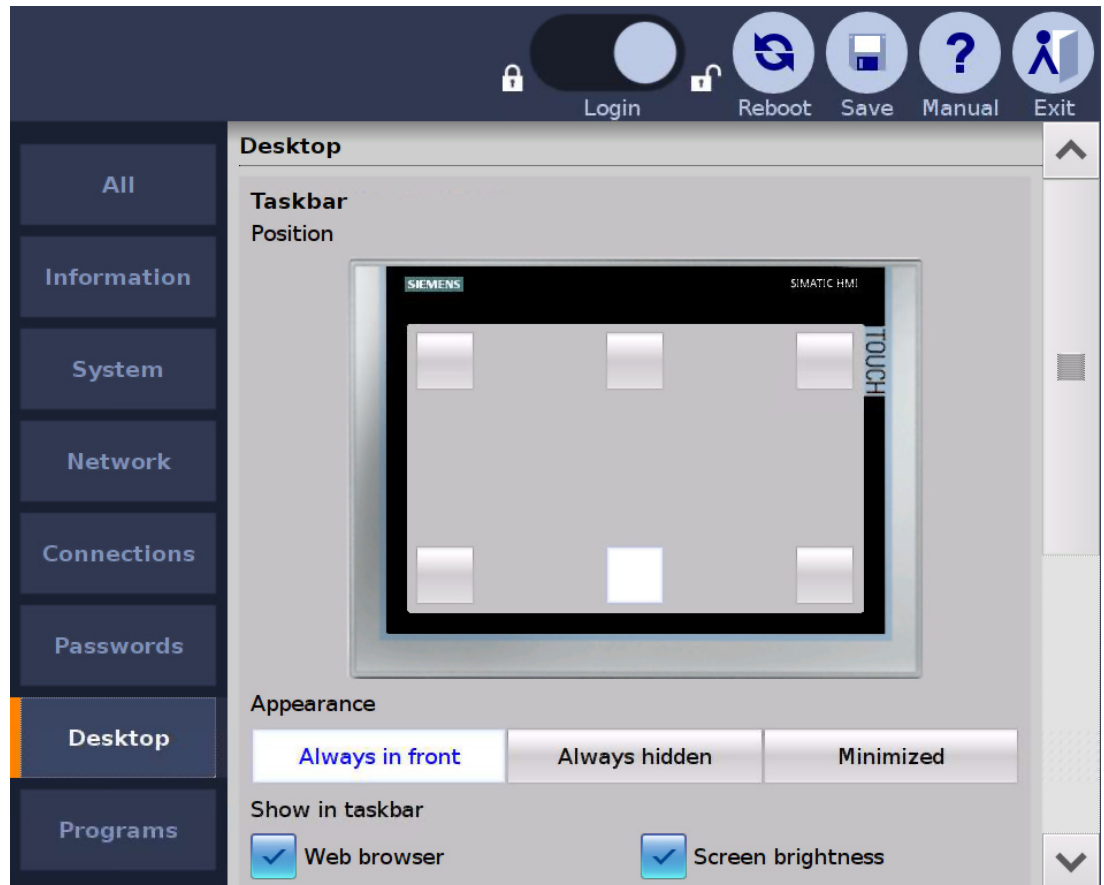 Login
Reboot
Save
Manual
Exit
All
Information
System
Network
Connections
Passwords
Desktop
Programs
Desktop
Taskbar
Position
SIEMENS
SIMATIC HMI
TOUCH
Appearance
Always in front
Always hidden
Minimized
Show in taskbar
Web browser
Screen brightness